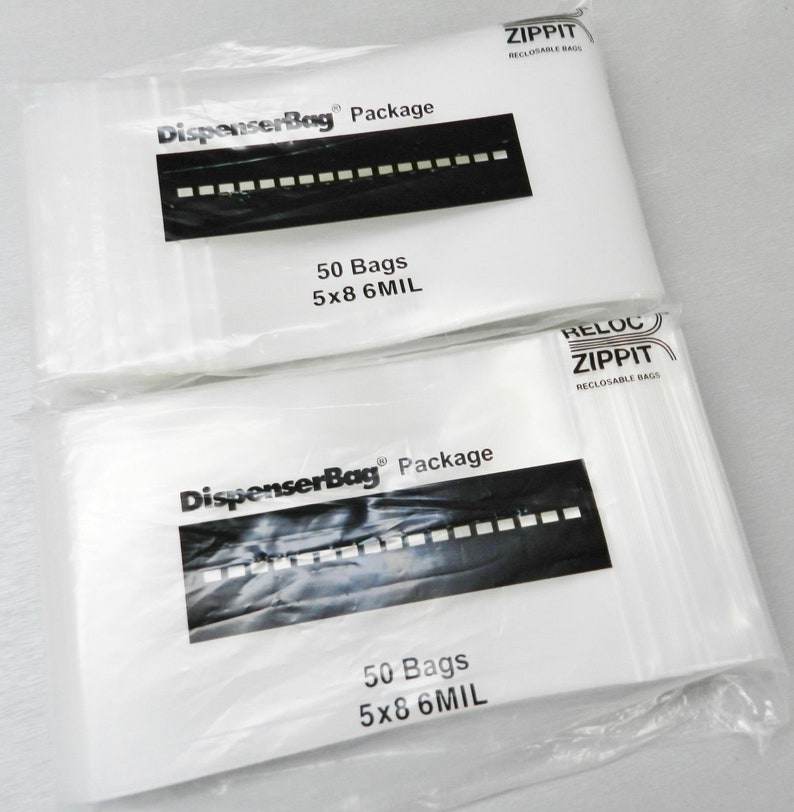 ZIPPIT
RECLOSABLE BAGS
DispenserBag® Package
50 Bags
5x8 6MIL
RELOC
ZIPPIT
RECLOSABLE BAGS
DispenserBag® Package
50 Bags
5x8 6MIL